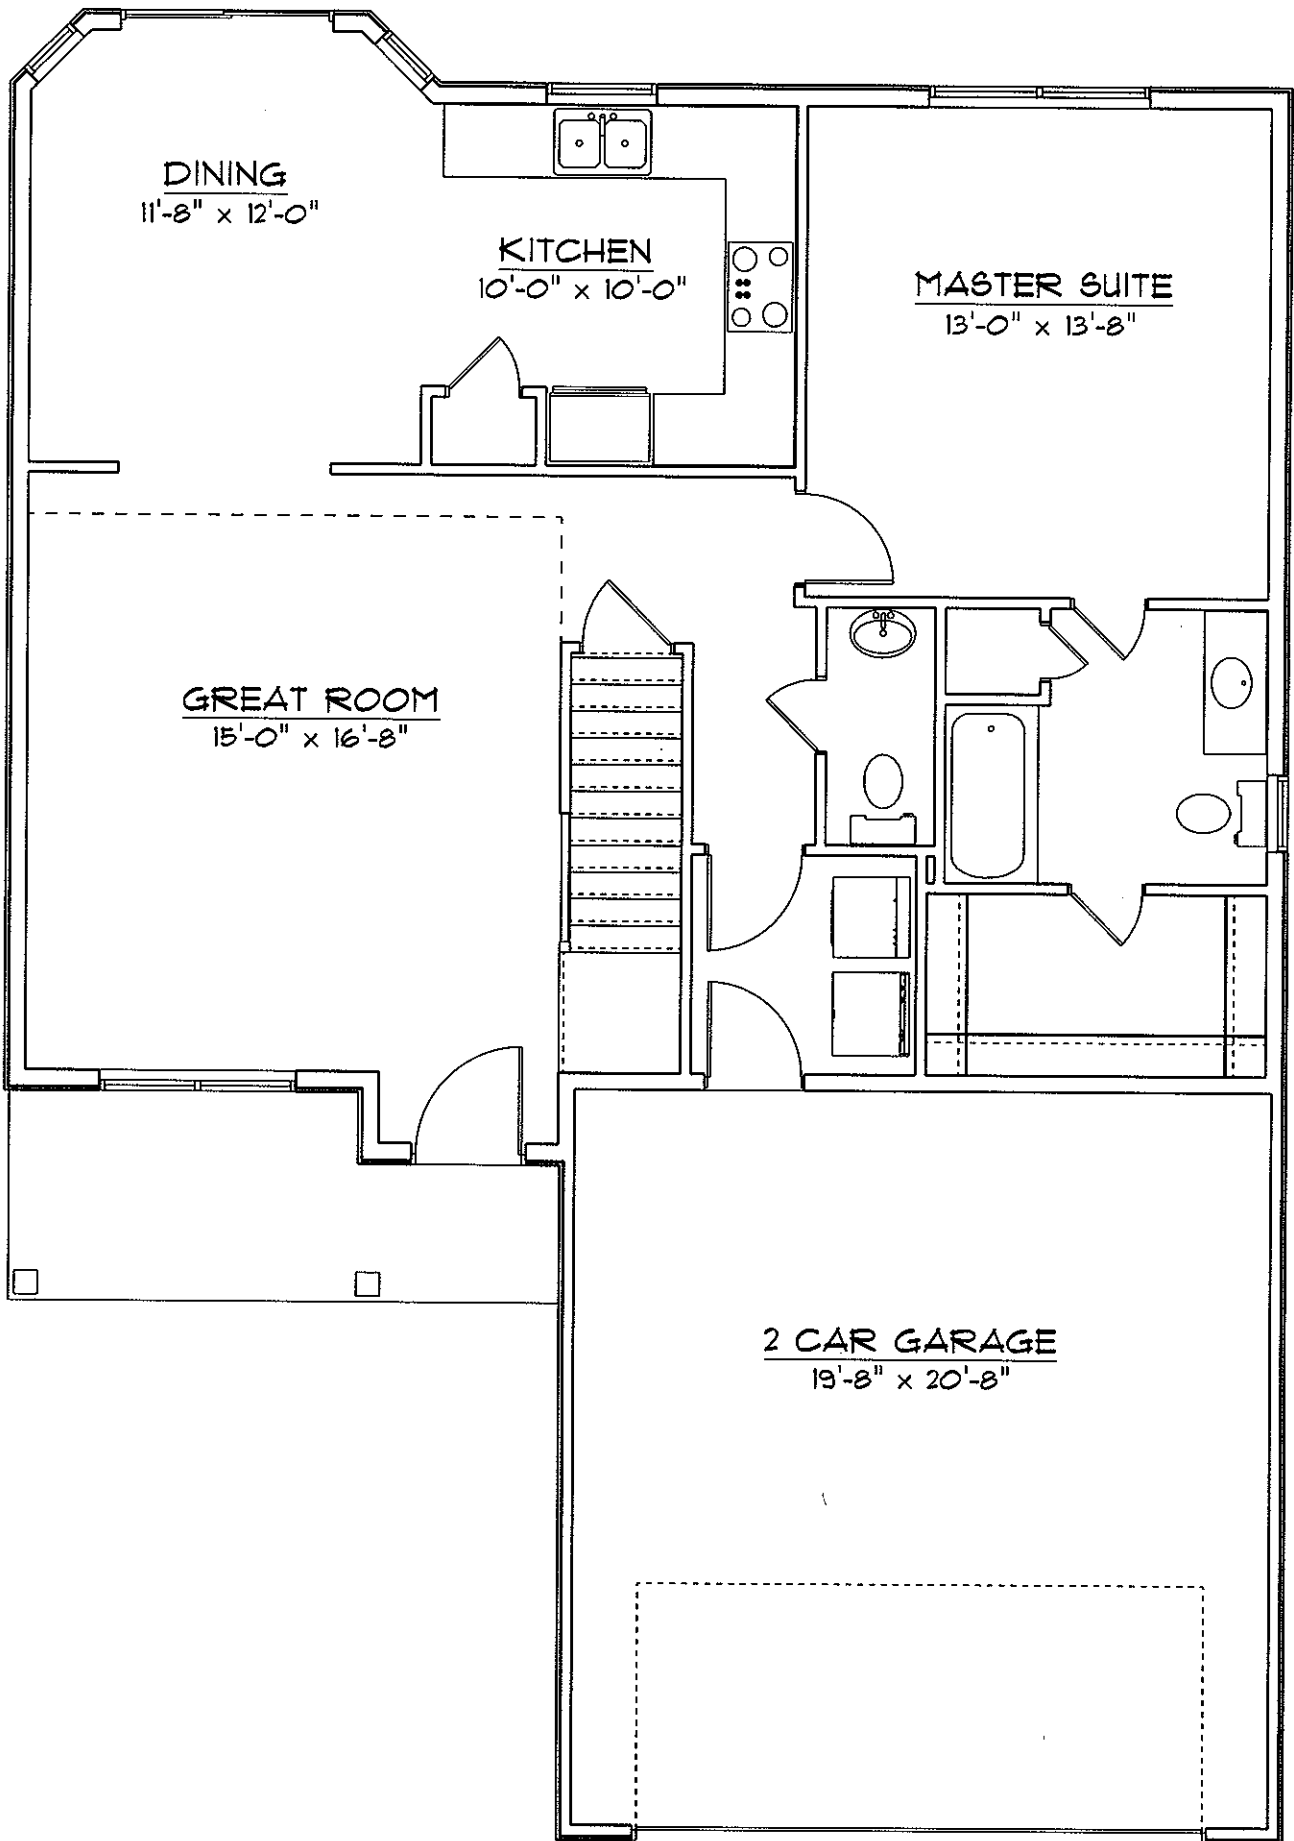 DINING
11'-8" x 12'-0"
KITCHEN
10'-0" x 10'-0"
MASTER SUITE
13'-0" x 13'-8"
GREAT ROOM
15'-0" x 16'-8"
2 CAR GARAGE
19'-8" x 20'-8"